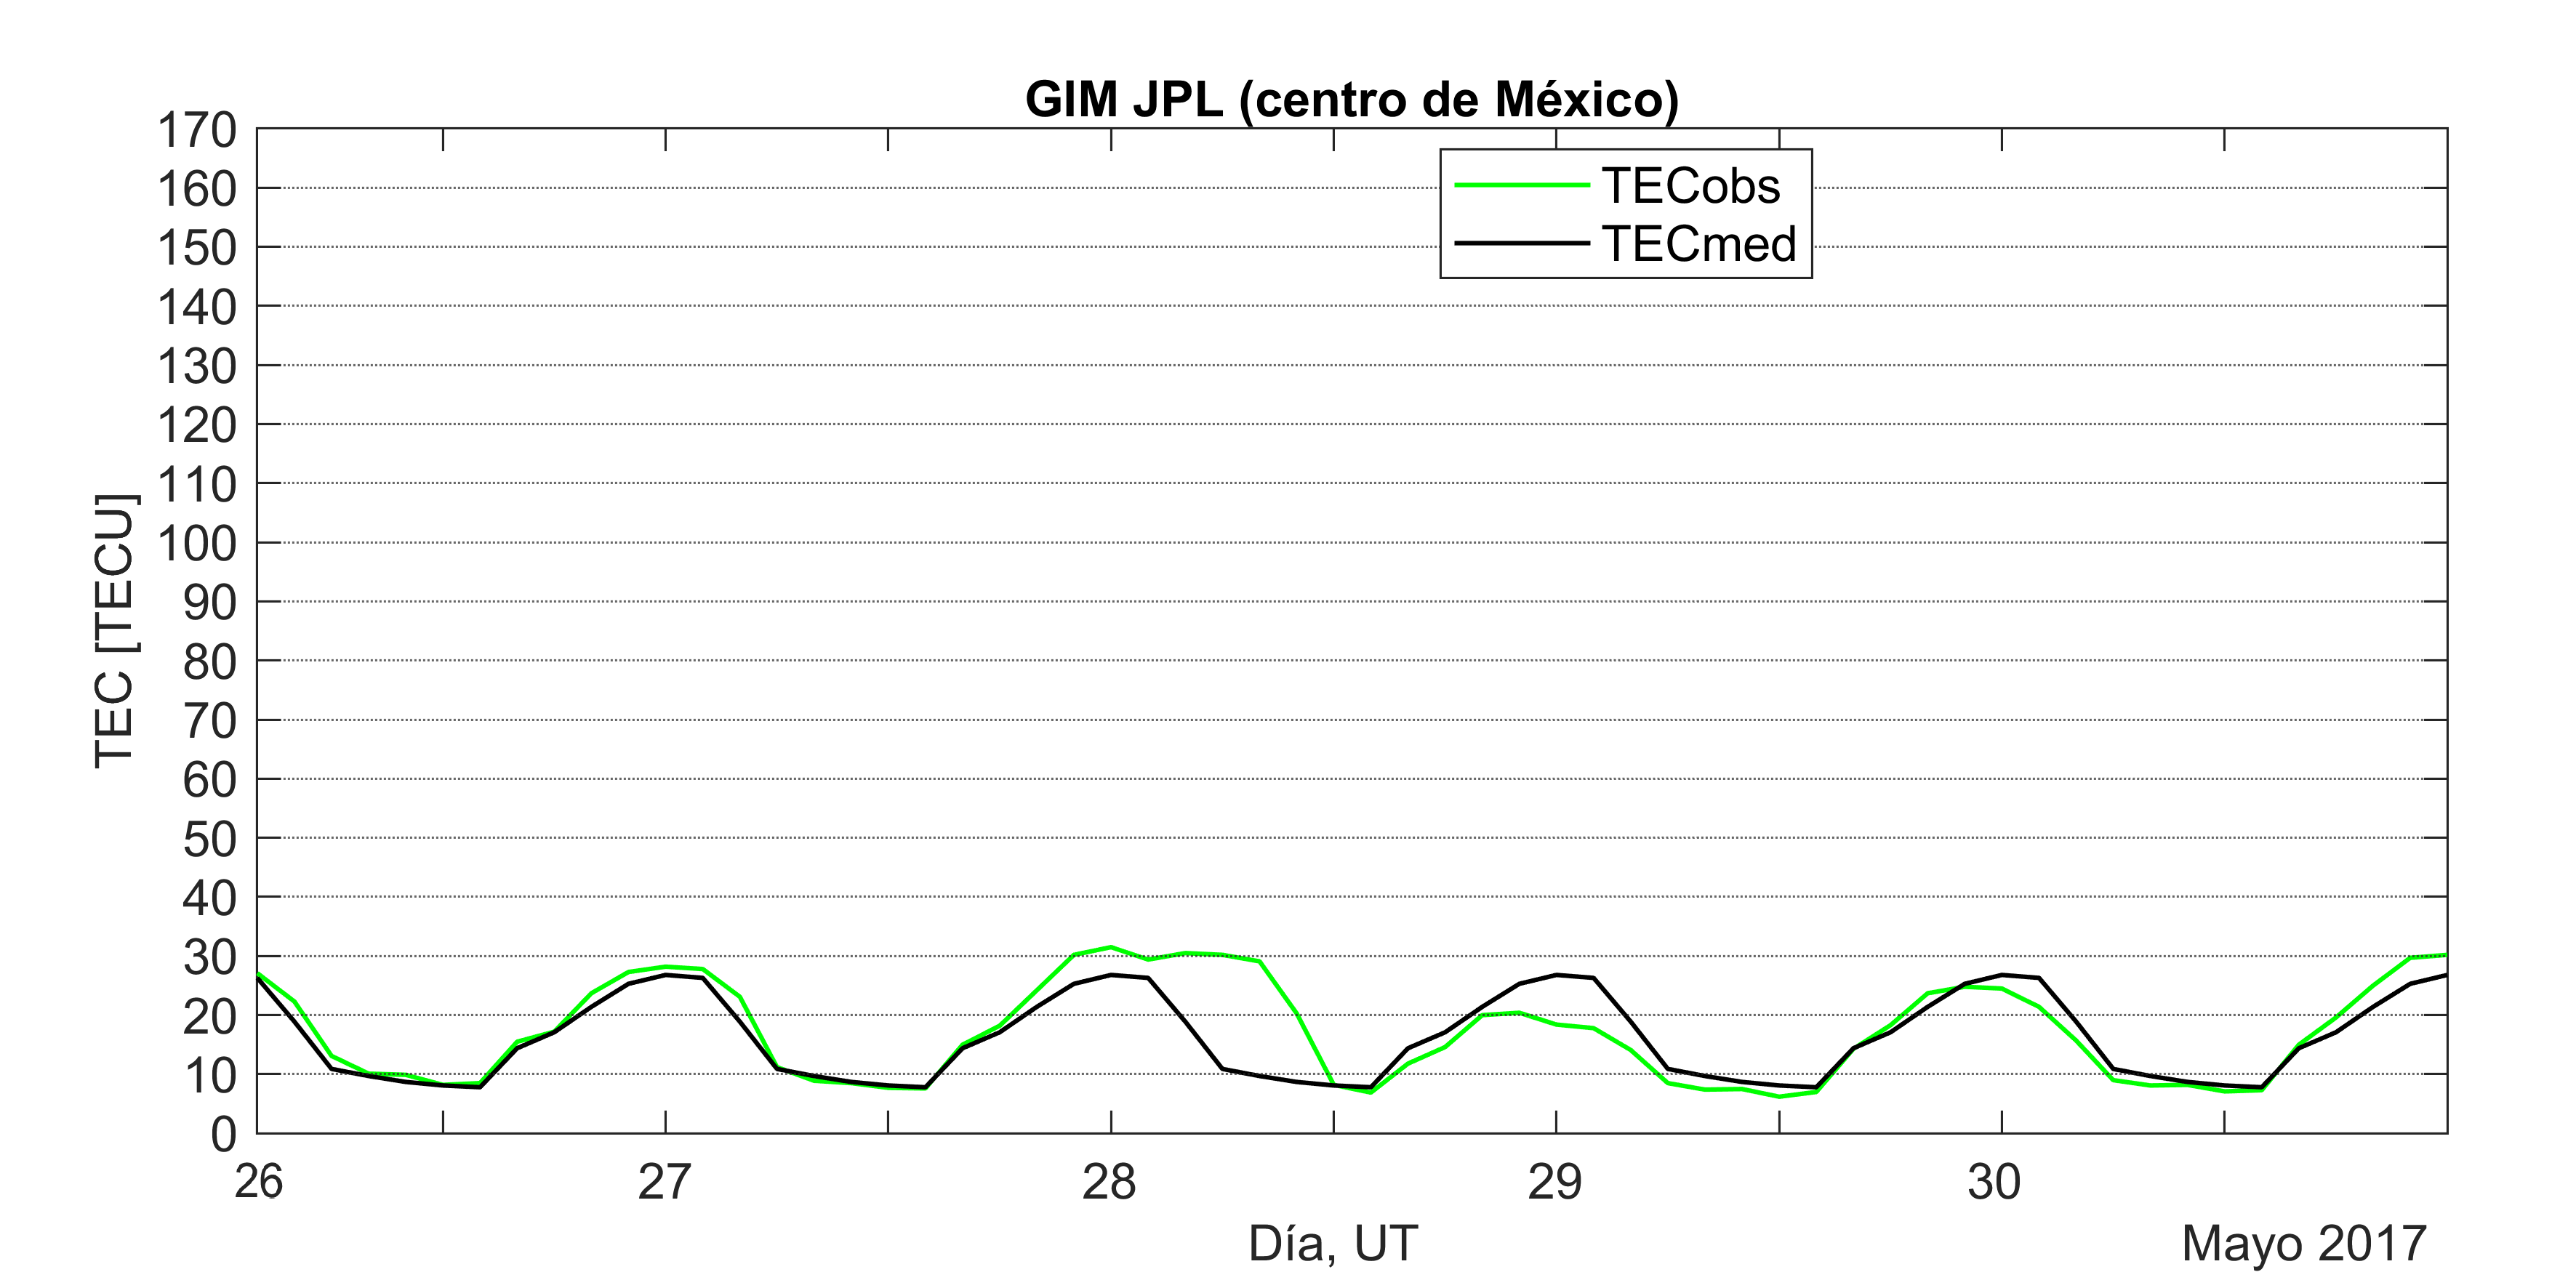 GIM JPL (centro de México)
TECobs
TECmed
TEC [TECU]
170
160
150
140
130
120
110
100
90
80
70
60
50
40
30
20
10
0
26 27 28 29 30
Día, UT
Mayo 2017